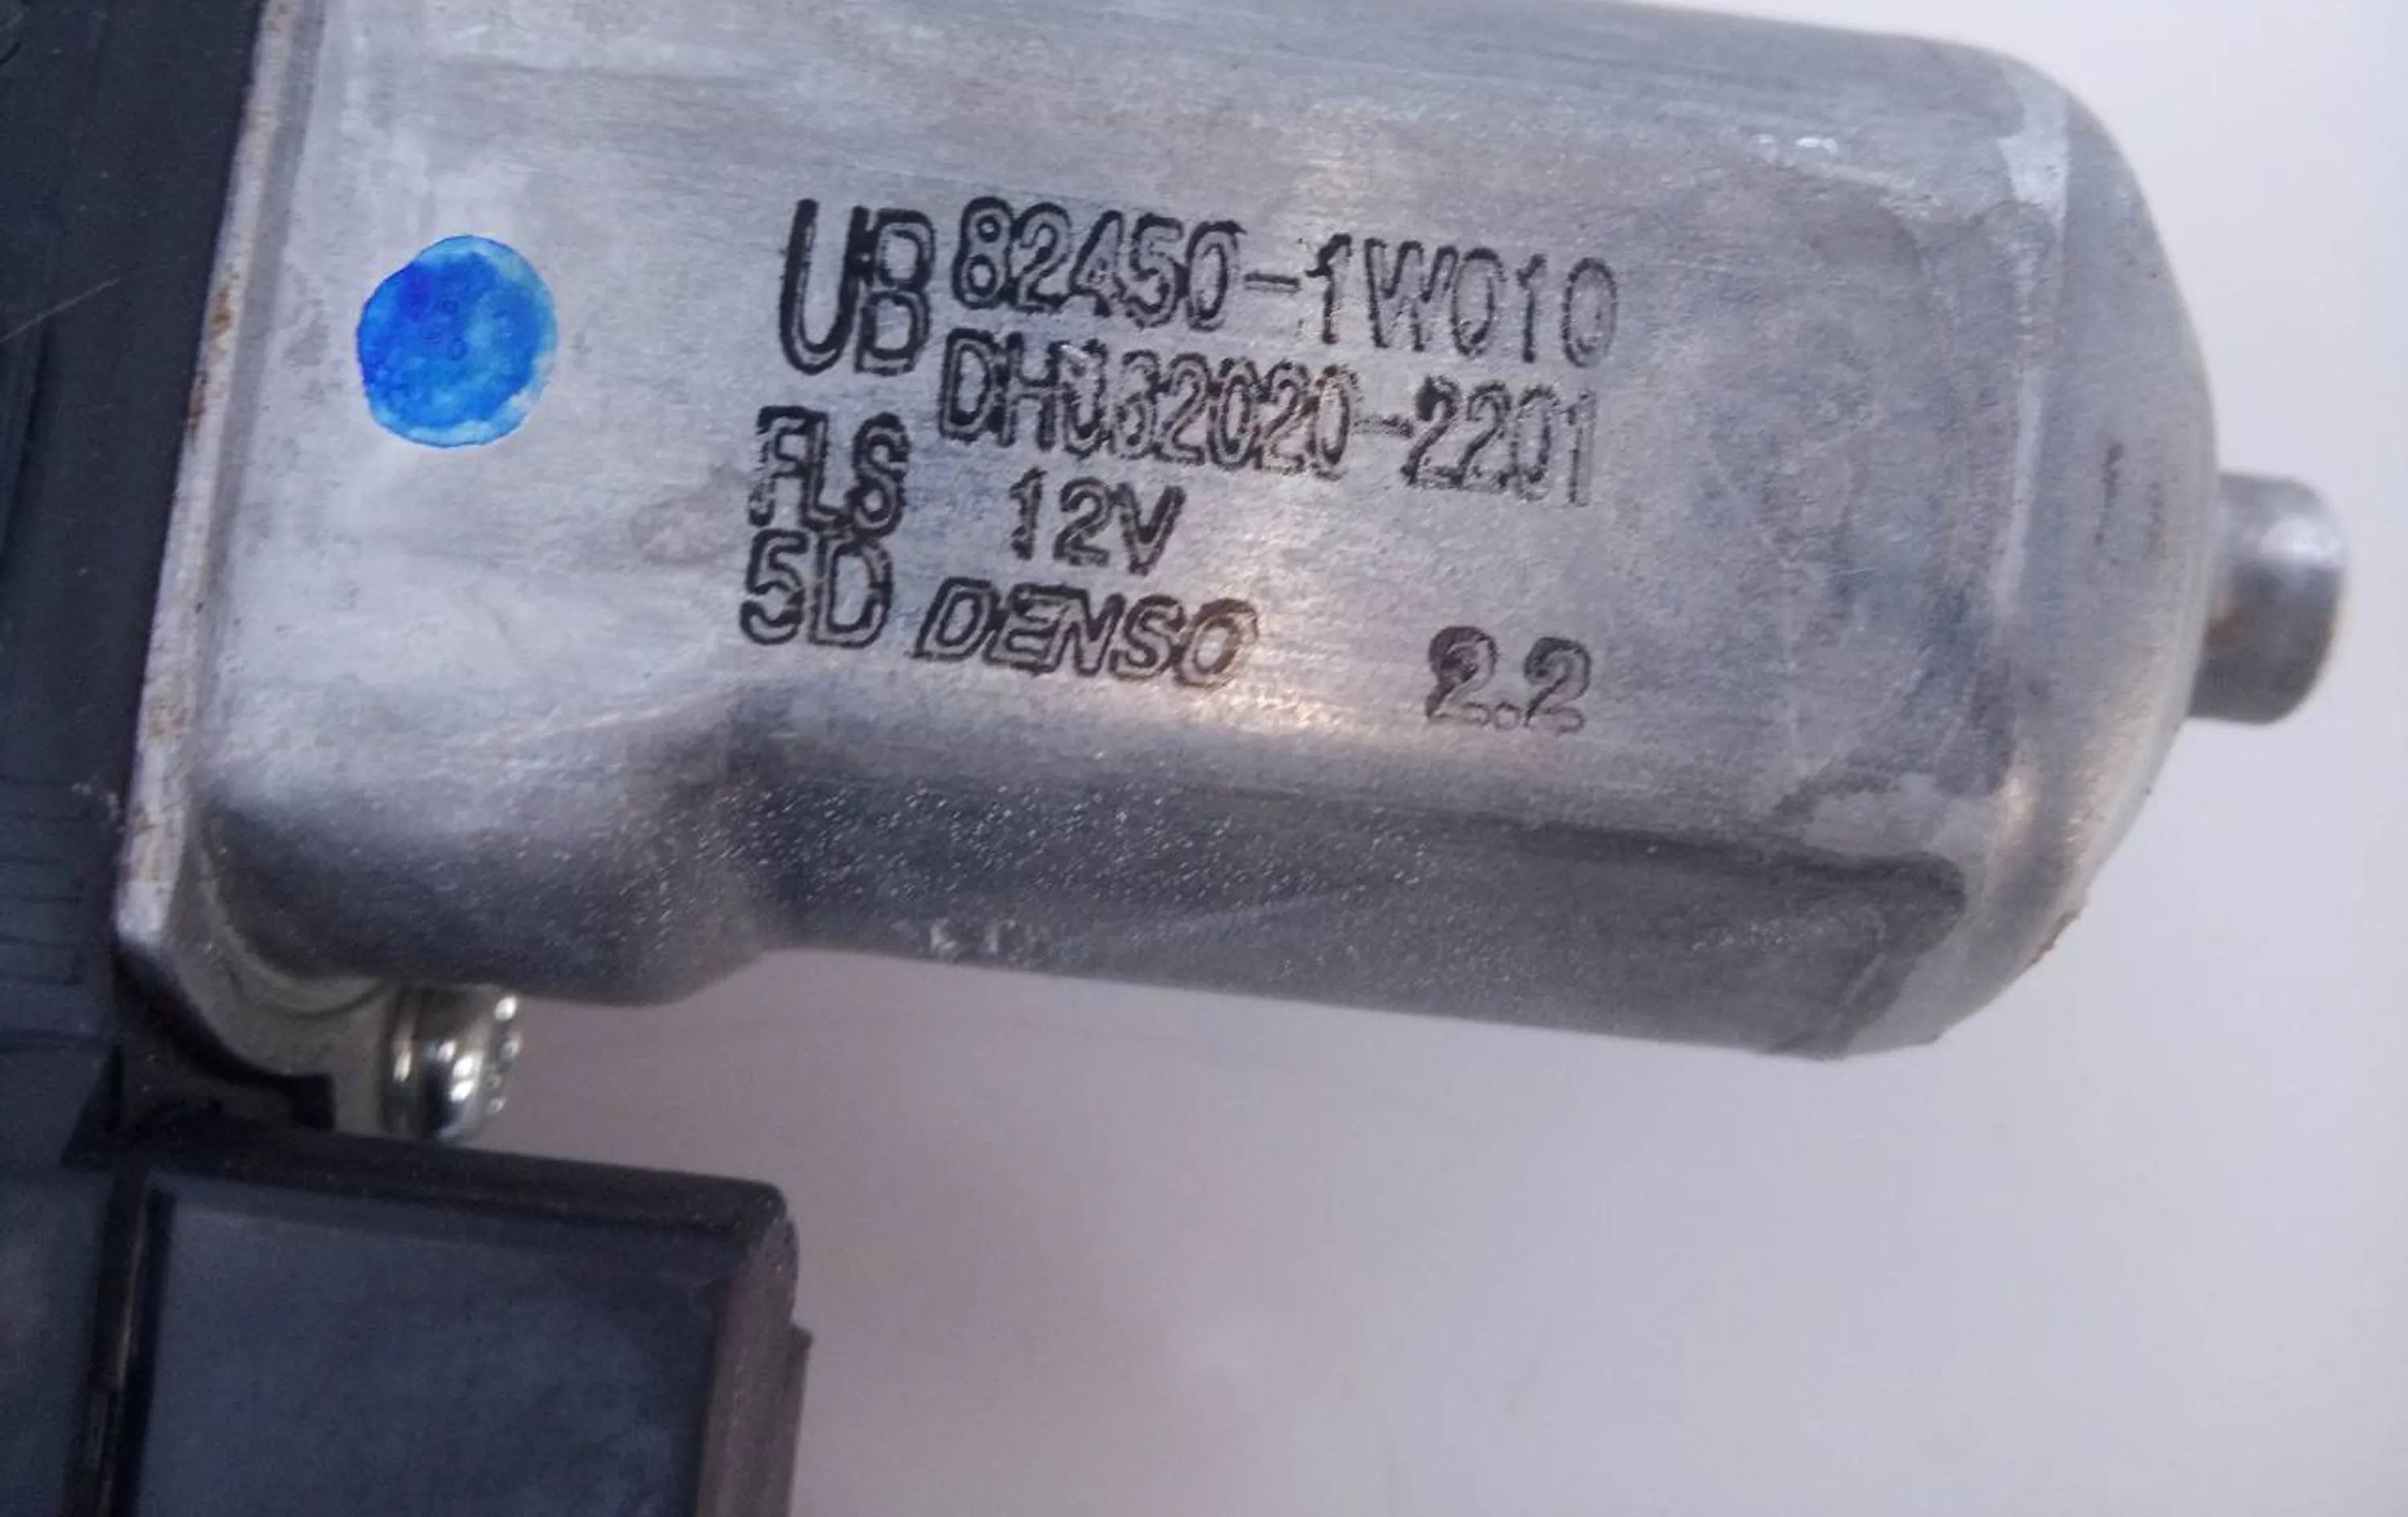 UB 82450-1W010
DH062020-2201
FLS 12V
5D DENSO 2.2